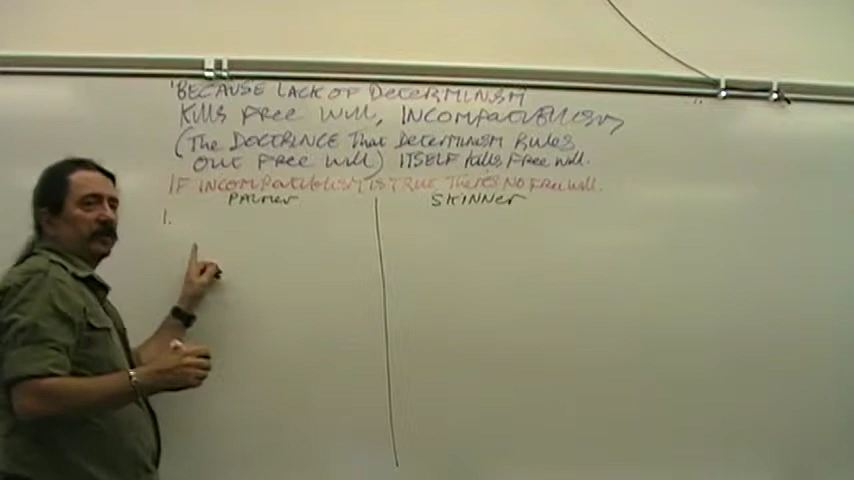 "BECAUSE LACK OF DETERMINISM
KILLS FREE WILL, INCOMPATIBILISM
(THE DOCTRINE THAT DETERMINISM RULES
OUT FREE WILL) ITSELF KILLS FREE WILL.
IF INCOMPATIBILISM IS TRUE THERE'S NO FREE WILL.
PALMER SKINNER
1.